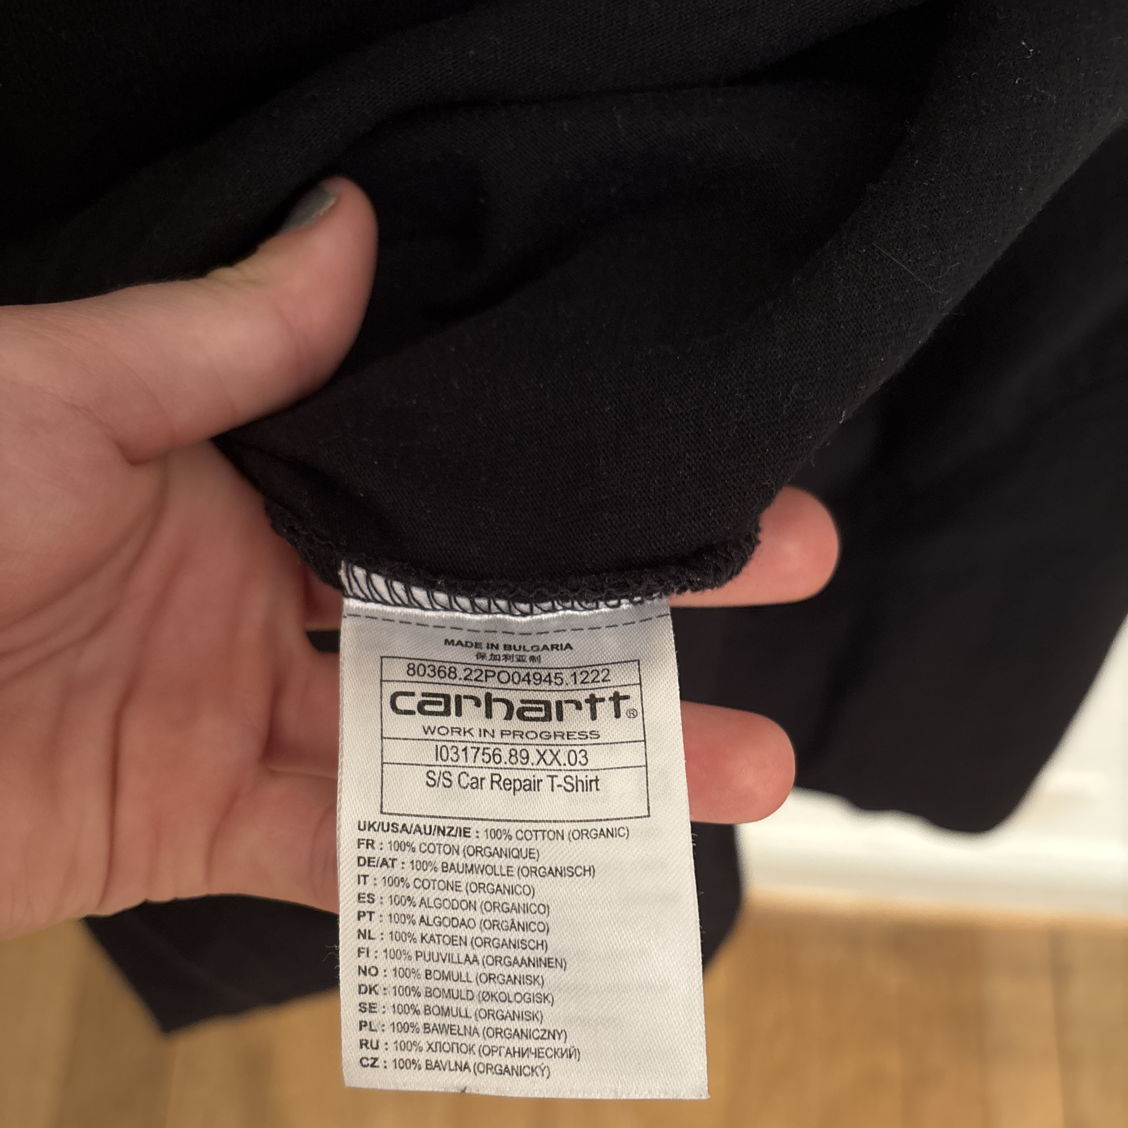 MADE IN BULGARIA
保加利亚制
80368.22PO04945.1222
carhartt®
WORK IN PROGRESS
I031756.89.XX.03
S/S Car Repair T-Shirt
UK/USA/AU/NZ/IE : 100% COTTON (ORGANIC)
FR : 100% COTON (ORGANIQUE)
DE/AT : 100% BAUMWOLLE (ORGANISCH)
IT : 100% COTONE (ORGANICO)
ES : 100% ALGODON (ORGANICO)
PT : 100% ALGODAO (ORGÂNICO)
NL : 100% KATOEN (ORGANISCH)
FI : 100% PUUVILLAA (ORGAANINEN)
NO : 100% BOMULL (ORGANISK)
DK : 100% BOMULD (ØKOLOGISK)
SE : 100% BOMULL (ORGANISK)
PL : 100% BAWEŁNA (ORGANICZNY)
RU : 100% ХЛОПОК (ОРГАНИЧЕСКИЙ)
CZ : 100% BAVLNA (ORGANICKÝ)